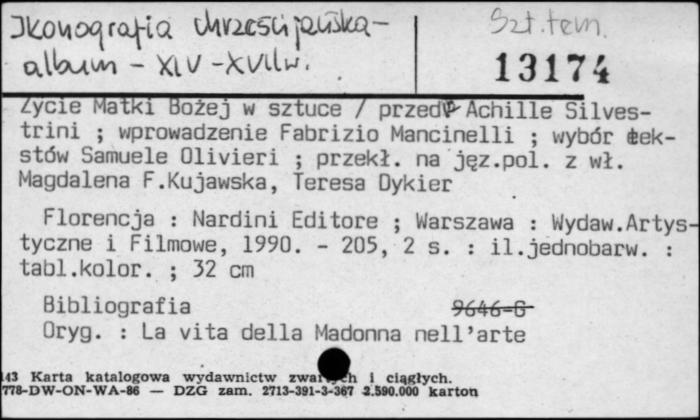 Ikonografia chrześcijańska-
album - XIV-XVIIw.
Szt.tem.
13174
Życie Matki Bożej w sztuce / przedw Achille Silves-
trini ; wprowadzenie Fabrizio Mancinelli ; wybór tek-
stów Samuele Olivieri ; przekł. na jęz.pol. z wł.
Magdalena F.Kujawska, Teresa Dykier
Florencja : Nardini Editore ; Warszawa : Wydaw.Artys-
tyczne i Filmowe, 1990. - 205, 2 s. : il.jednobarw. :
tabl.kolor. ; 32 cm
Bibliografia 9646-G
Oryg. : La vita della Madonna nell'arte
143 Karta katalogowa wydawnictw i ciągłych.
778-DW-ON-WA-86 — DZG zam. 2713-391-3-367 2.590.000 karton